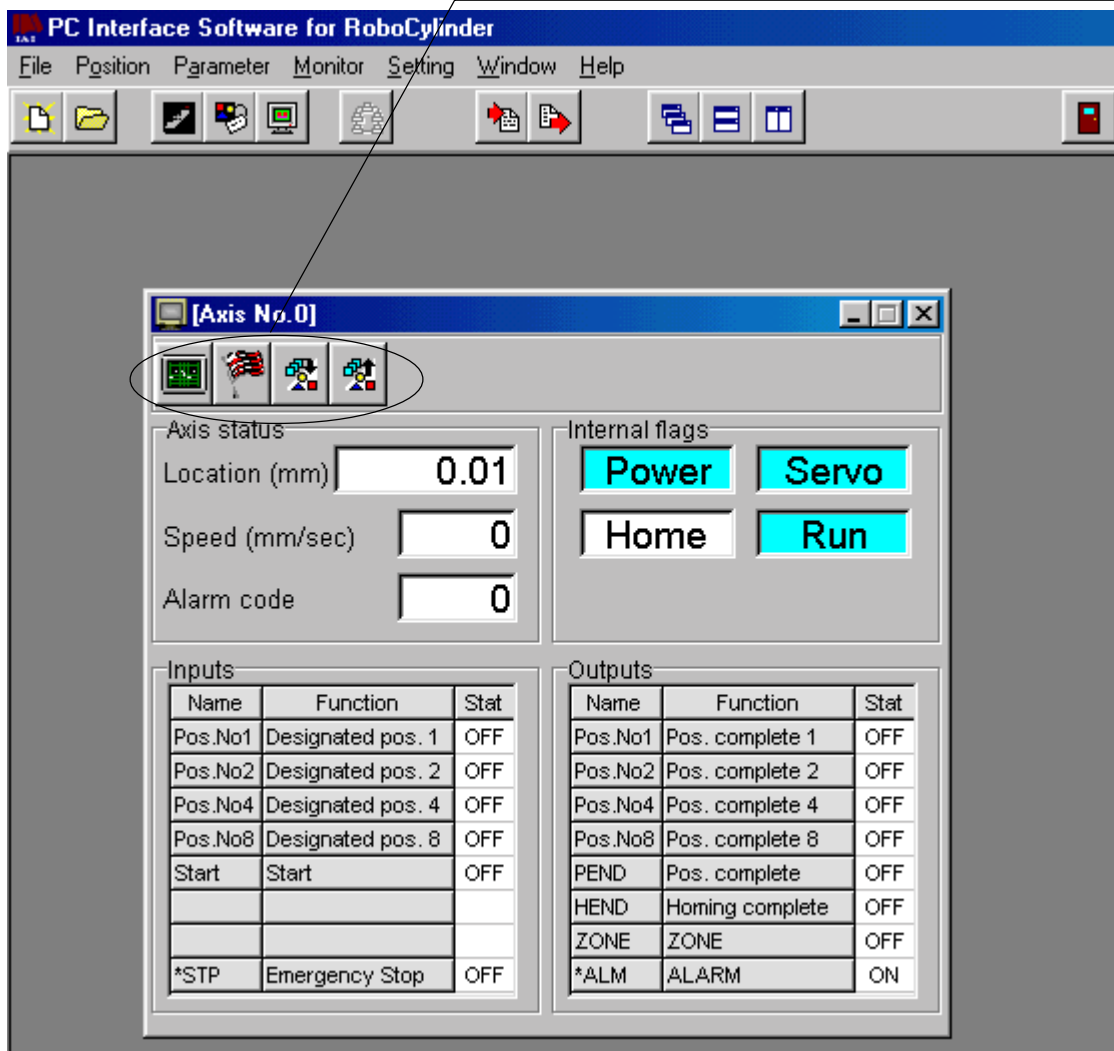 IAI PC Interface Software for RoboCylinder
File Position Parameter Monitor Setting Window Help
[Axis No.0]
Axis status
Location (mm) 0.01
Speed (mm/sec) 0
Alarm code 0
Internal flags
Power Servo
Home Run
Inputs
Name Function Stat
Pos.No1 Designated pos. 1 OFF
Pos.No2 Designated pos. 2 OFF
Pos.No4 Designated pos. 4 OFF
Pos.No8 Designated pos. 8 OFF
Start Start OFF
*STP Emergency Stop OFF
Outputs
Name Function Stat
Pos.No1 Pos. complete 1 OFF
Pos.No2 Pos. complete 2 OFF
Pos.No4 Pos. complete 4 OFF
Pos.No8 Pos. complete 8 OFF
PEND Pos. complete OFF
HEND Homing complete OFF
ZONE ZONE OFF
*ALM ALARM ON